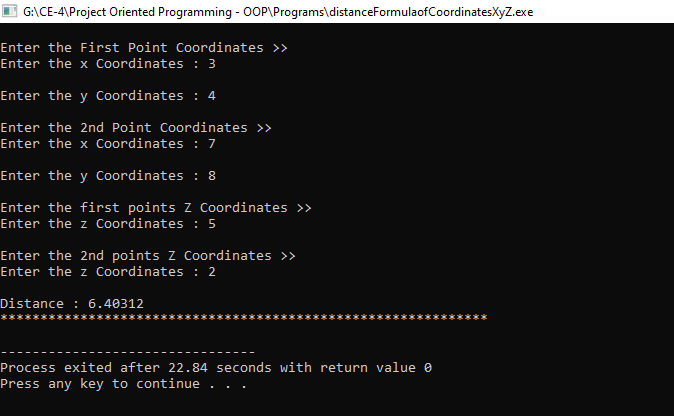 G:\CE-4\Project Oriented Programming - OOP\Programs\distanceFormulaofCoordinatesXyZ.exe
Enter the First Point Coordinates >>
Enter the x Coordinates : 3
Enter the y Coordinates : 4
Enter the 2nd Point Coordinates >>
Enter the x Coordinates : 7
Enter the y Coordinates : 8
Enter the first points Z Coordinates >>
Enter the z Coordinates : 5
Enter the 2nd points Z Coordinates >>
Enter the z Coordinates : 2
Distance : 6.40312
*************************************************************
--------------------------------
Process exited after 22.84 seconds with return value 0
Press any key to continue . . .